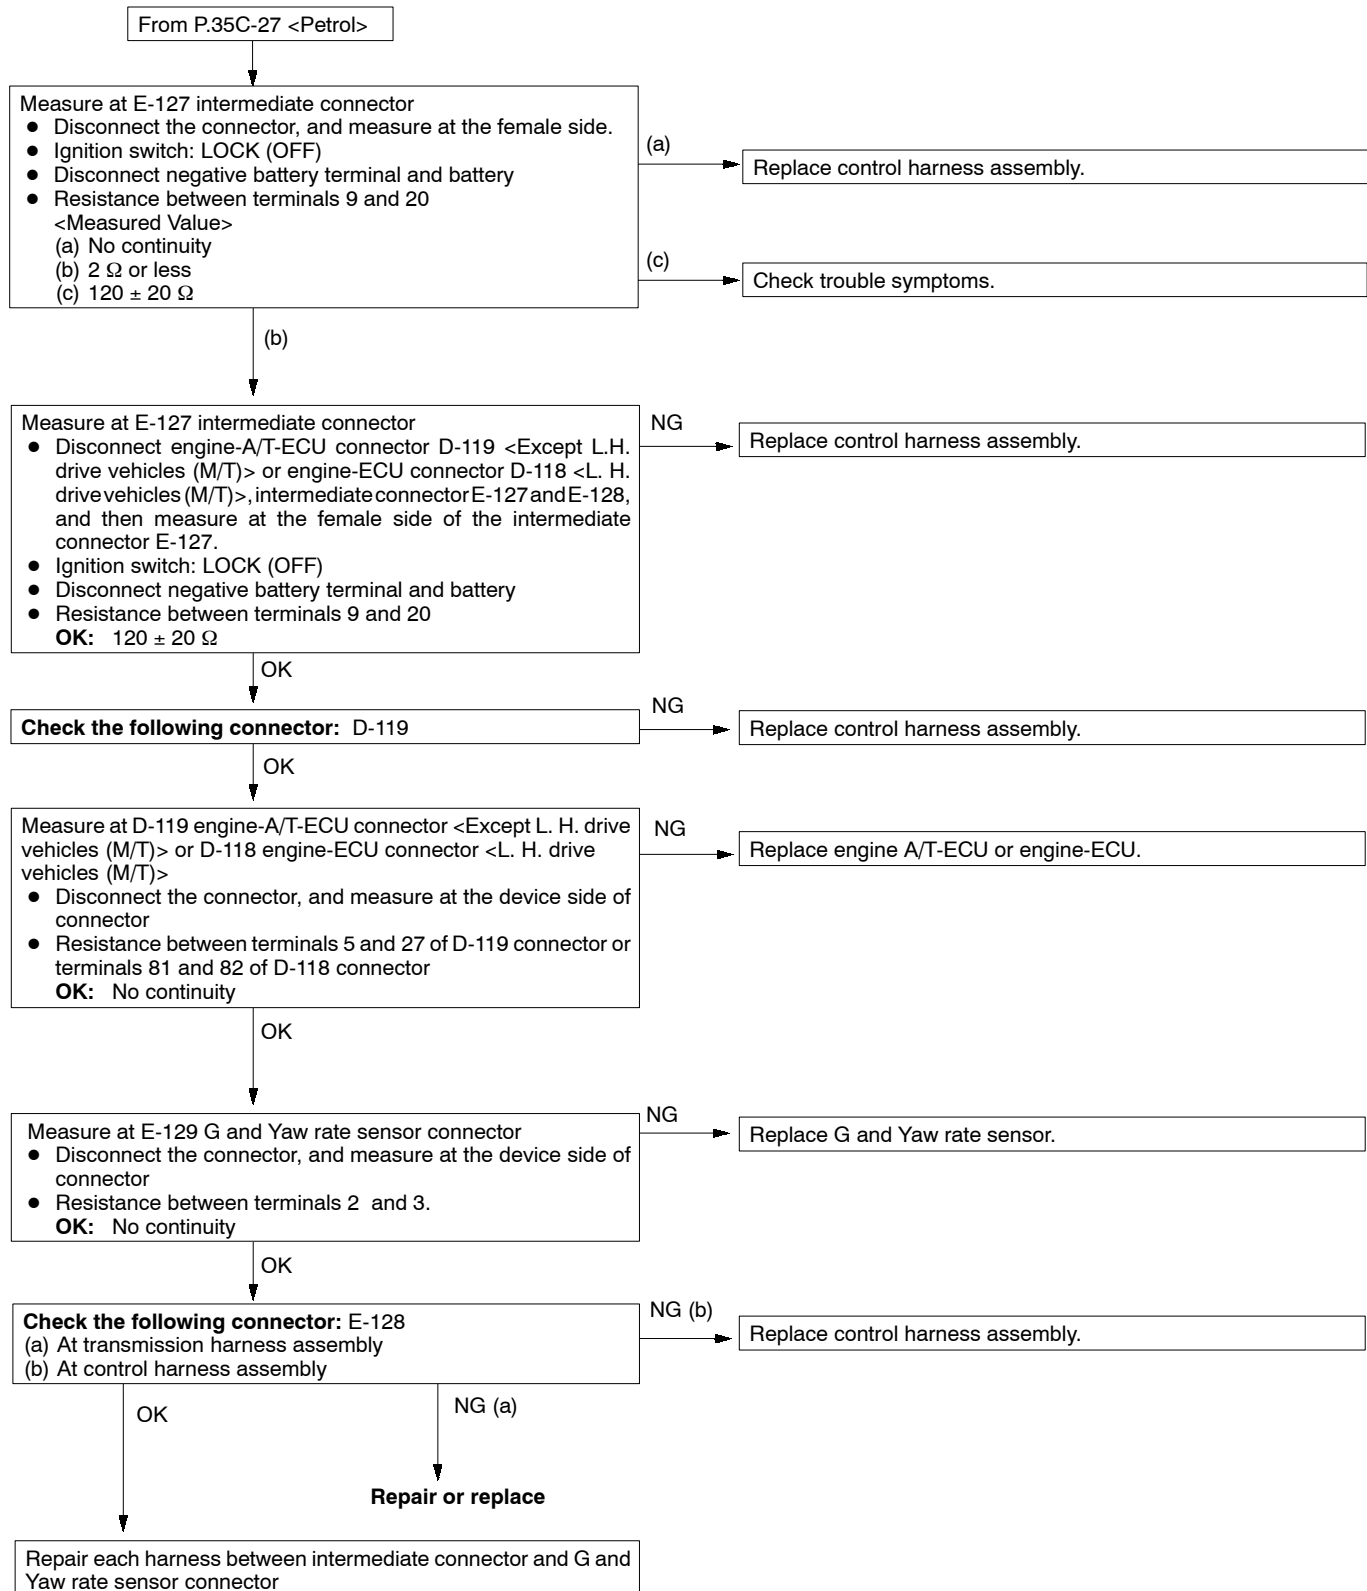 From P.35C-27 <Petrol>
Measure at E-127 intermediate connector
● Disconnect the connector, and measure at the female side.
● Ignition switch: LOCK (OFF)
● Disconnect negative battery terminal and battery
● Resistance between terminals 9 and 20
<Measured Value>
(a) No continuity
(b) 2 Ω or less
(c) 120 ± 20 Ω
(a)
Replace control harness assembly.
(c)
Check trouble symptoms.
(b)
Measure at E-127 intermediate connector
● Disconnect engine-A/T-ECU connector D-119 <Except L.H.
drive vehicles (M/T)> or engine-ECU connector D-118 <L. H.
drive vehicles (M/T)>, intermediate connector E-127 and E-128,
and then measure at the female side of the intermediate
connector E-127.
● Ignition switch: LOCK (OFF)
● Disconnect negative battery terminal and battery
● Resistance between terminals 9 and 20
OK: 120 ± 20 Ω
NG
Replace control harness assembly.
OK
Check the following connector: D-119
NG
Replace control harness assembly.
OK
Measure at D-119 engine-A/T-ECU connector <Except L. H. drive
vehicles (M/T)> or D-118 engine-ECU connector <L. H. drive
vehicles (M/T)>
● Disconnect the connector, and measure at the device side of
connector
● Resistance between terminals 5 and 27 of D-119 connector or
terminals 81 and 82 of D-118 connector
OK: No continuity
NG
Replace engine A/T-ECU or engine-ECU.
OK
Measure at E-129 G and Yaw rate sensor connector
● Disconnect the connector, and measure at the device side of
connector
● Resistance between terminals 2 and 3.
OK: No continuity
NG
Replace G and Yaw rate sensor.
OK
Check the following connector: E-128
(a) At transmission harness assembly
(b) At control harness assembly
NG (b)
Replace control harness assembly.
OK
NG (a)
Repair or replace
Repair each harness between intermediate connector and G and
Yaw rate sensor connector